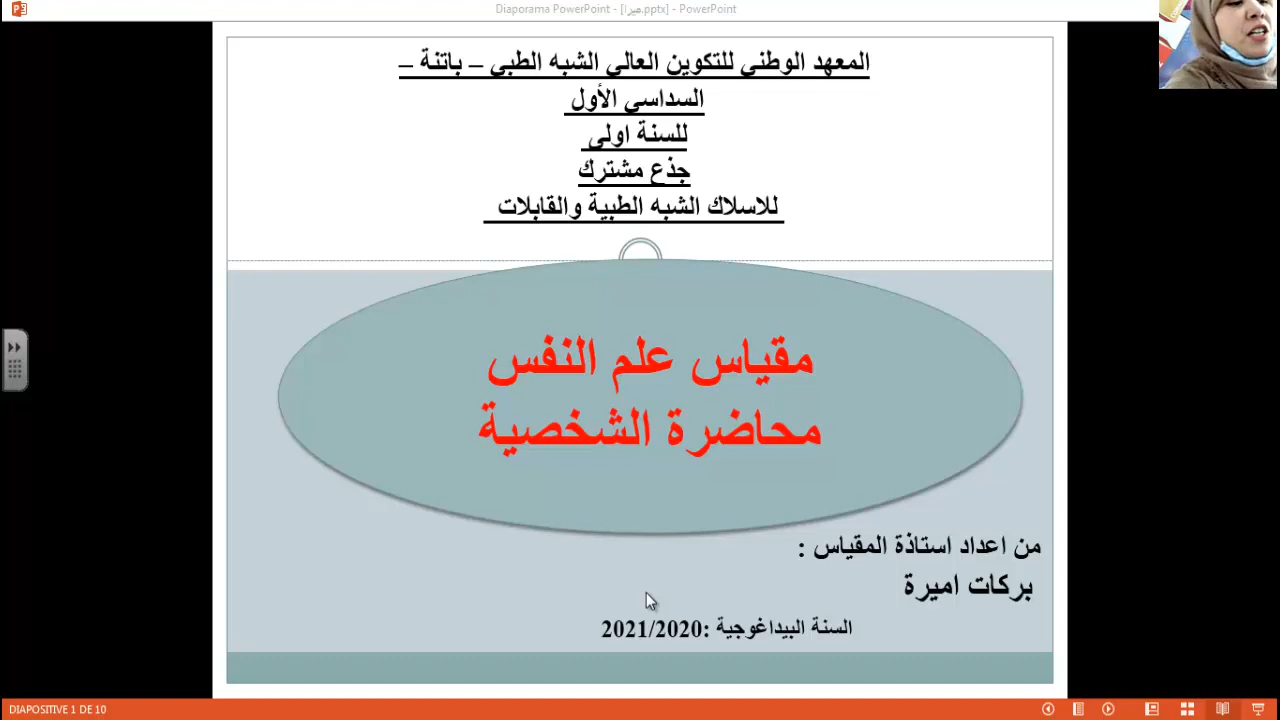 Diaporama PowerPoint - [ميرا.pptx] - PowerPoint
المعهد الوطني للتكوين العالي الشبه الطبي – باتنة –
السداسي الأول
للسنة اولى
جذع مشترك
للاسلاك الشبه الطبية والقابلات
مقياس علم النفس
محاضرة الشخصية
من اعداد استاذة المقياس :
بركات اميرة
السنة البيداغوجية :2021/2020
DIAPOSITIVE 1 DE 10